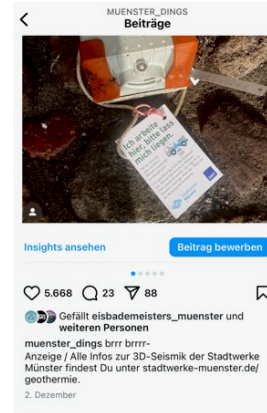 MUENSTER_DINGS
Beiträge
Ich arbeite
hier, bitte lass
mich liegen.
Insights ansehen
Beitrag bewerben
5.668 23 88
Gefällt eisbademeisters_muenster und
weiteren Personen
muenster_dings brrr brrrr-
Anzeige / Alle Infos zur 3D-Seismik der Stadtwerke
Münster findest Du unter stadtwerke-muenster.de/
geothermie.
2. Dezember